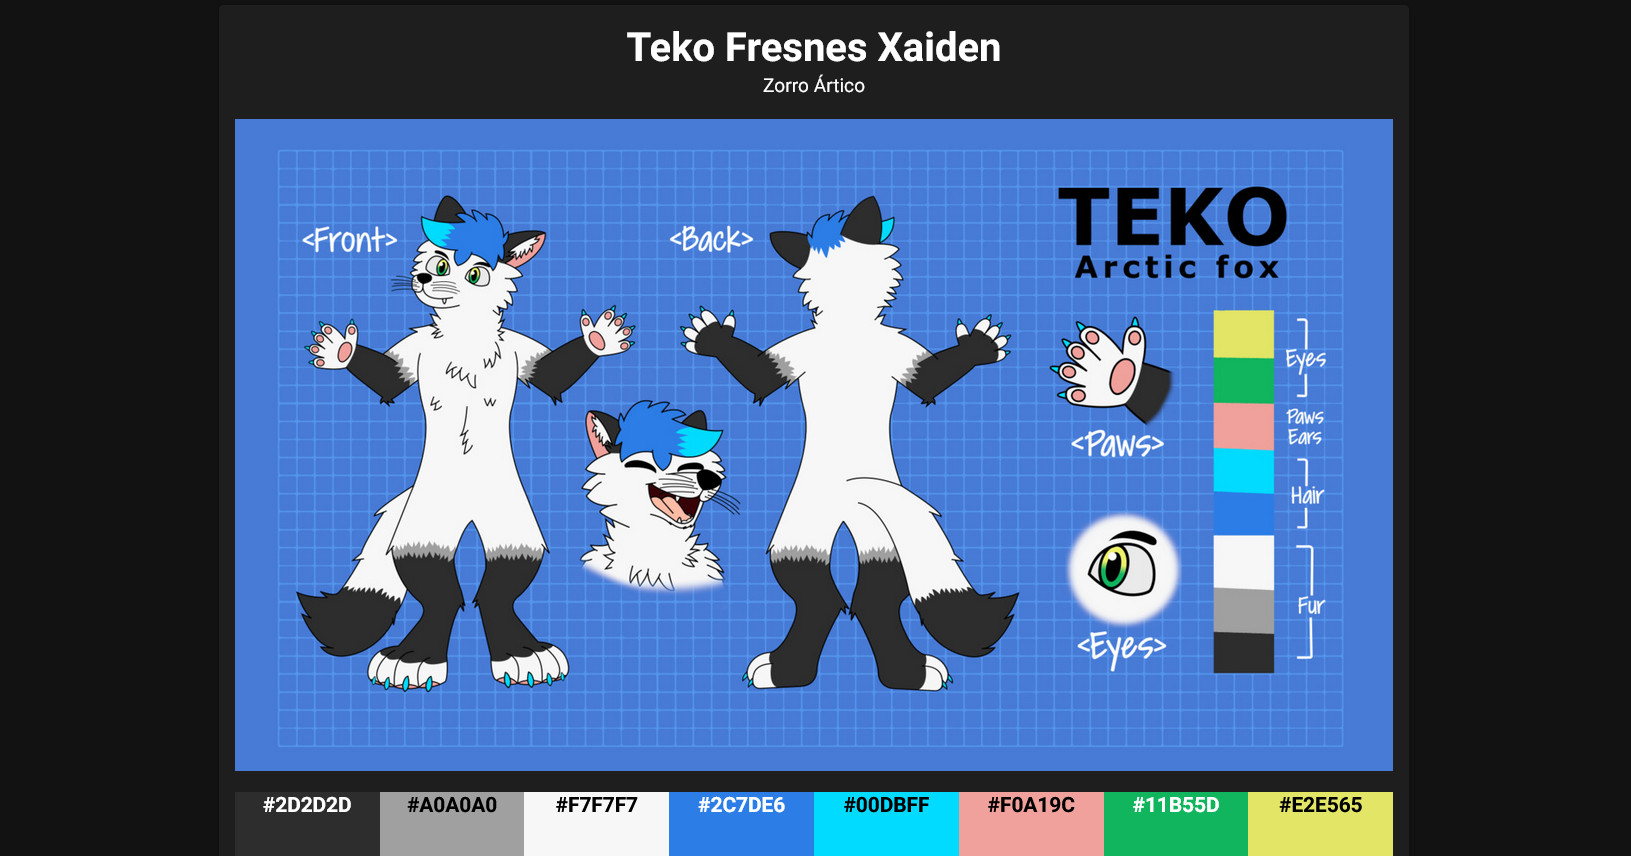 Teko Fresnes Xaiden
Zorro Ártico
<Front>
<Back>
TEKO
Arctic fox
Eyes
Paws
Ears
<Paws>
Hair
Fur
<Eyes>
#2D2D2D
#A0A0A0
#F7F7F7
#2C7DE6
#00DBFF
#F0A19C
#11B55D
#E2E565